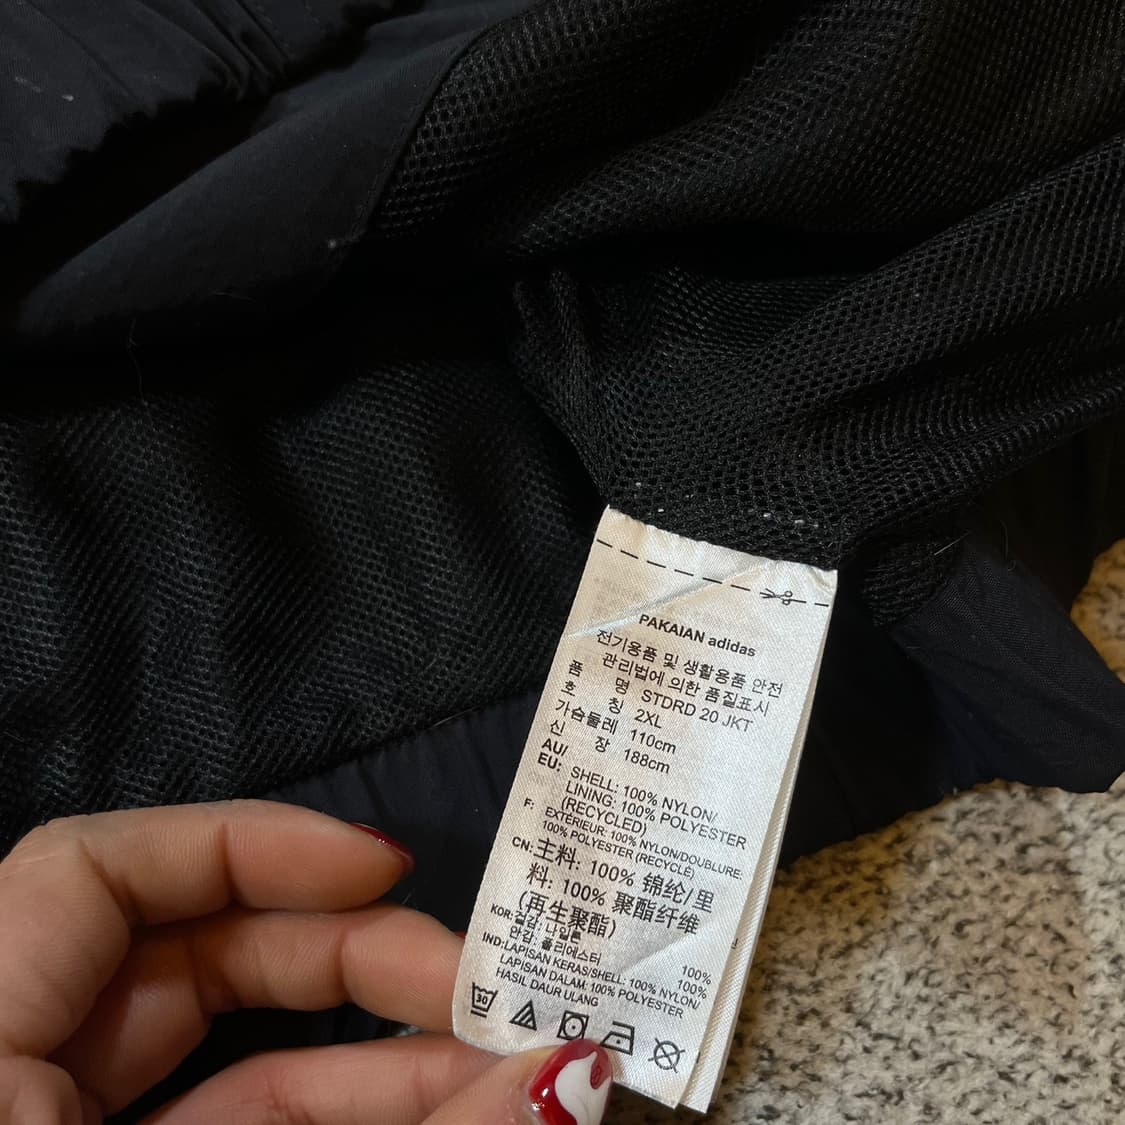 PAKAIAN adidas
전기용품 및 생활용품 안전
관리법에 의한 품질표시
품 명 STDRD 20 JKT
호 칭 2XL
가슴둘레 110cm
신 장 188cm
AU/
EU: SHELL: 100% NYLON/
LINING: 100% POLYESTER
(RECYCLED)
F: EXTÉRIEUR: 100% NYLON/DOUBLURE:
100% POLYESTER (RECYCLÉ)
CN: 主料: 100% 锦纶/里
料: 100% 聚酯纤维
(再生聚酯)
KOR: 겉감: 나일론 100%
안감: 폴리에스터 100%
IND: LAPISAN KERAS/SHELL: 100% NYLON/
LAPISAN DALAM: 100% POLYESTER
HASIL DAUR ULANG
30